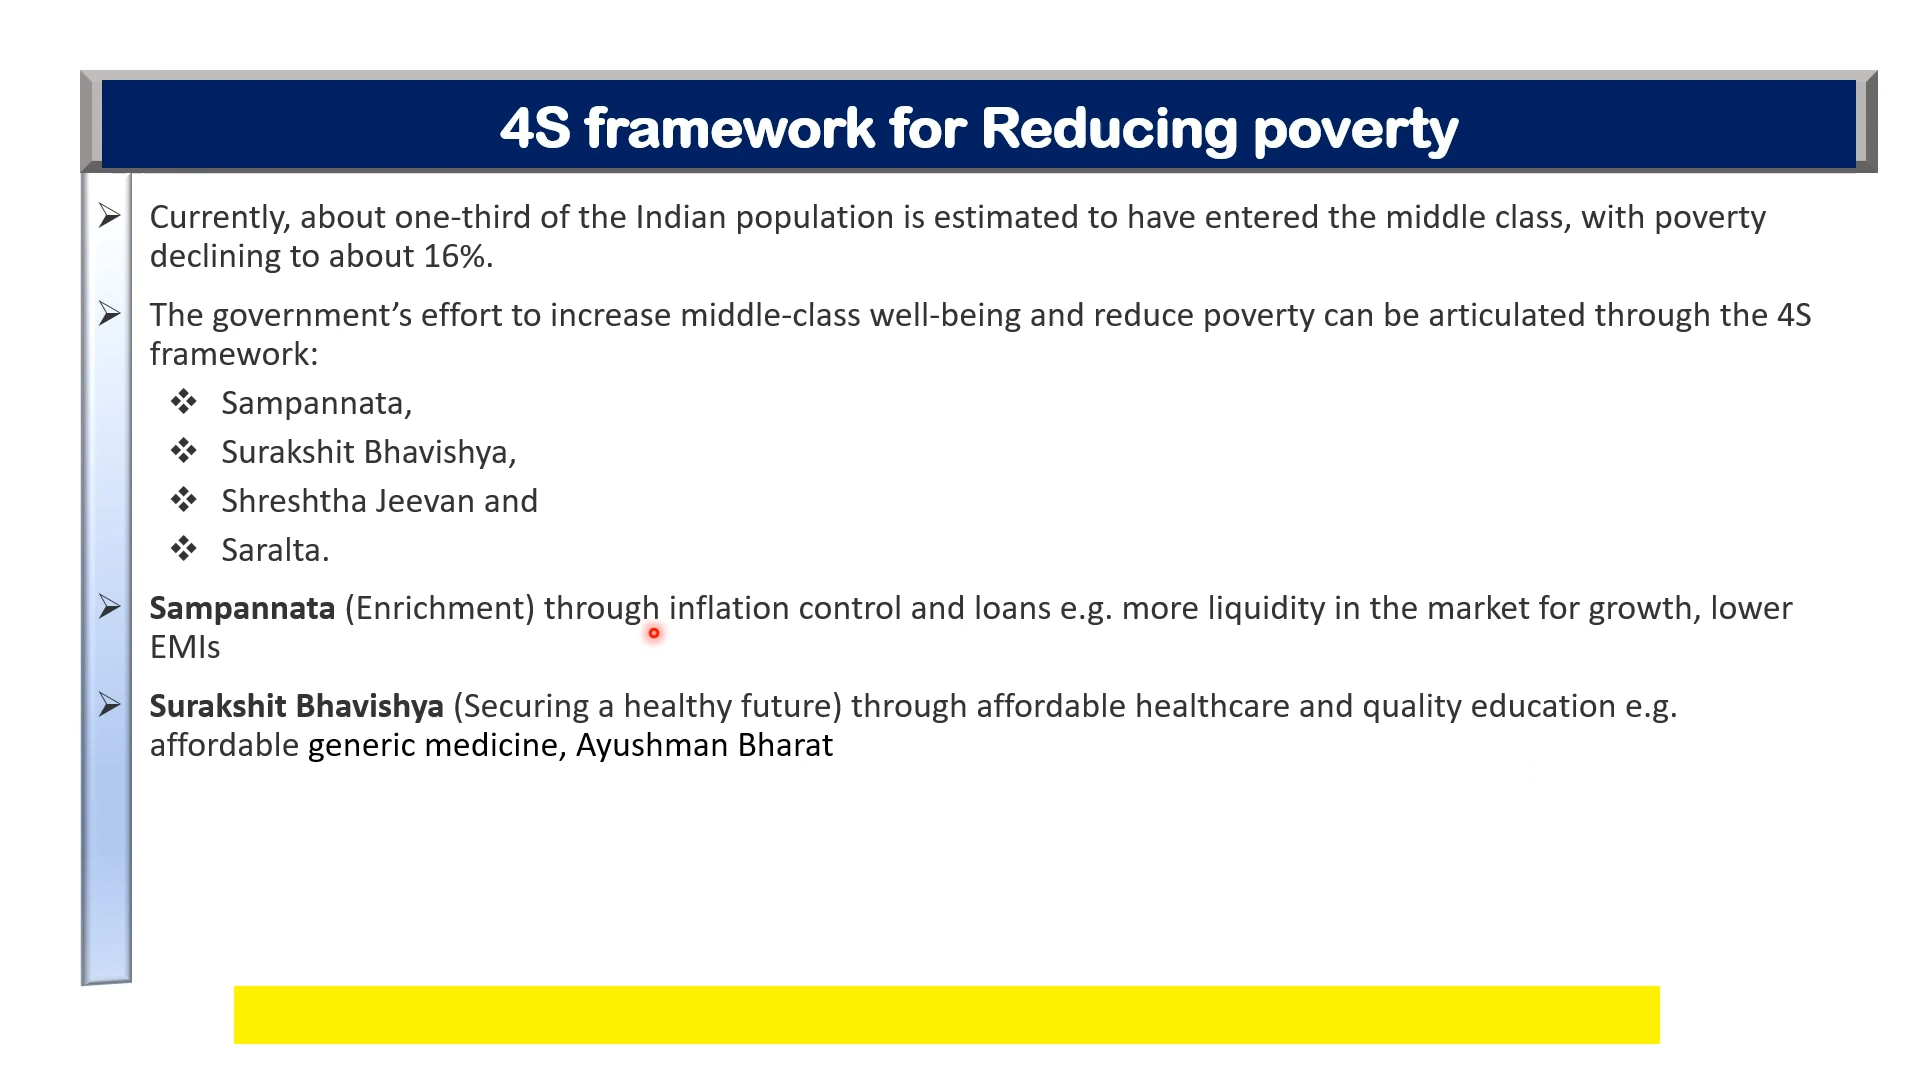 4S framework for Reducing poverty
Currently, about one-third of the Indian population is estimated to have entered the middle class, with poverty
declining to about 16%.
The government’s effort to increase middle-class well-being and reduce poverty can be articulated through the 4S
framework:
Sampannata,
Surakshit Bhavishya,
Shreshtha Jeevan and
Saralta.
Sampannata (Enrichment) through inflation control and loans e.g. more liquidity in the market for growth, lower
EMIs
Surakshit Bhavishya (Securing a healthy future) through affordable healthcare and quality education e.g.
affordable generic medicine, Ayushman Bharat